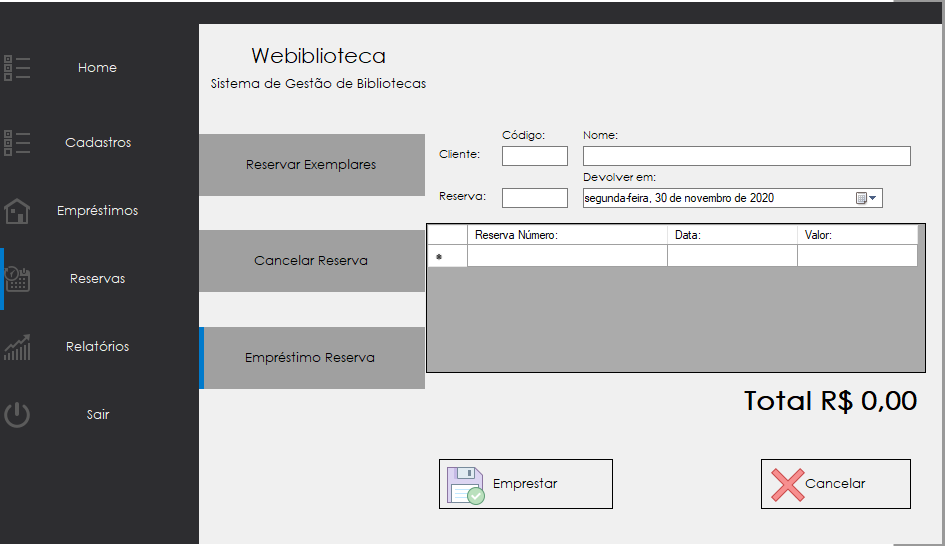 Home
Cadastros
Empréstimos
Reservas
Relatórios
Sair
Webiblioteca
Sistema de Gestão de Bibliotecas
Reservar Exemplares
Cancelar Reserva
Empréstimo Reserva
Código: Nome:
Cliente:
Devolver em:
Reserva: segunda-feira, 30 de novembro de 2020
Reserva Número: Data: Valor:
*
Total R$ 0,00
Emprestar Cancelar